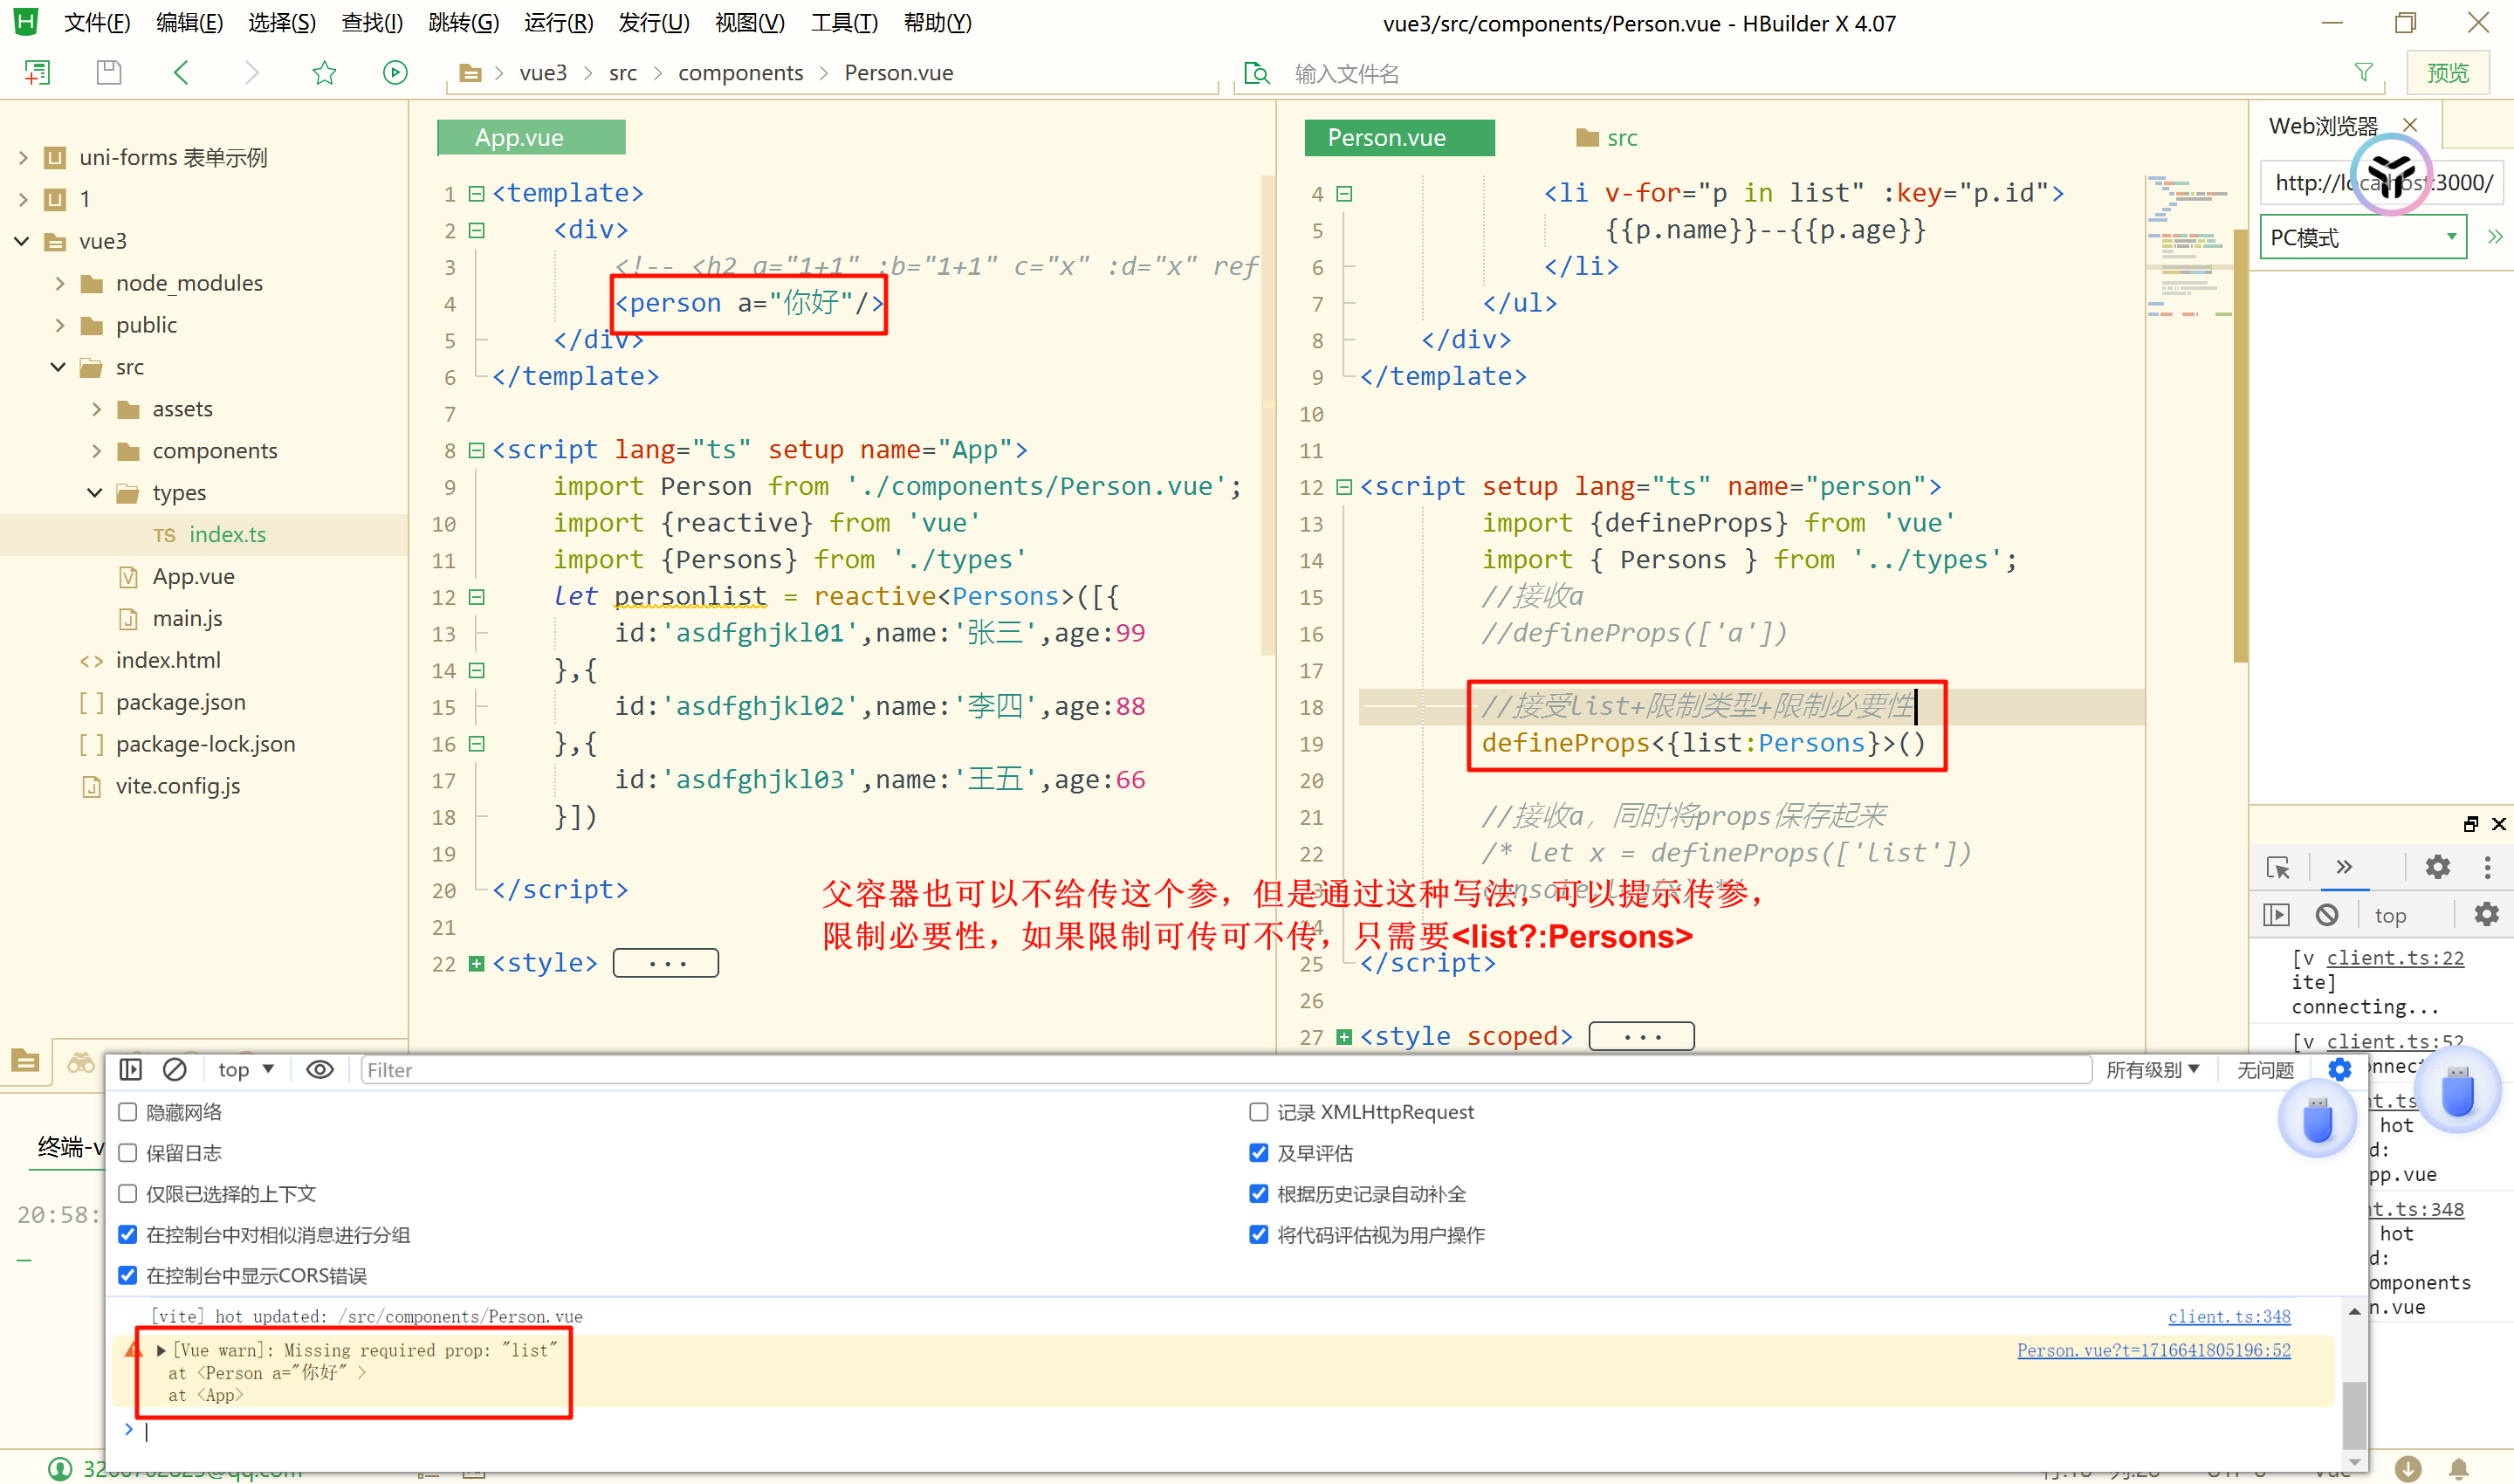 文件(F) 编辑(E) 选择(S) 查找(I) 跳转(G) 运行(R) 发行(U) 视图(V) 工具(T) 帮助(Y)
vue3/src/components/Person.vue - HBuilder X 4.07
vue3 src components Person.vue
输入文件名
预览
uni-forms 表单示例
1
vue3
node_modules
public
src
assets
components
types
TS index.ts
App.vue
main.js
index.html
package.json
package-lock.json
vite.config.js
App.vue
1 <template>
2 <div>
3 <!-- <h2 a="1+1" :b="1+1" c="x" :d="x" ref
4 <person a="你好"/>
5 </div>
6 </template>
7
8 <script lang="ts" setup name="App">
9 import Person from './components/Person.vue';
10 import {reactive} from 'vue'
11 import {Persons} from './types'
12 let personlist = reactive<Persons>([{
13 id:'asdfghjkl01',name:'张三',age:99
14 },{
15 id:'asdfghjkl02',name:'李四',age:88
16 },{
17 id:'asdfghjkl03',name:'王五',age:66
18 }])
19
20 </script>
21
22 <style> ...
Person.vue
src
4 <li v-for="p in list" :key="p.id">
5 {{p.name}}--{{p.age}}
6 </li>
7 </ul>
8 </div>
9 </template>
10
11
12 <script setup lang="ts" name="person">
13 import {defineProps} from 'vue'
14 import { Persons } from '../types';
15 //接收a
16 //defineProps(['a'])
17
18 //接受list+限制类型+限制必要性
19 defineProps<{list:Persons}>()
20
21 //接收a，同时将props保存起来
22 /* let x = defineProps(['list'])
console.log(x) */
25 </script>
26
27 <style scoped> ...
父容器也可以不给传这个参，但是通过这种写法，可以提示传参，
限制必要性，如果限制可传可不传，只需要<list?:Persons>
Web浏览器
http://localhost:3000/
PC模式
top
[v client.ts:22
ite]
connecting...
[v client.ts:52
nt.ts
hot
d:
pp.vue
nt.ts:348
hot
d:
omponents
n.vue
终端-v
20:58:
top
Filter
所有级别
无问题
隐藏网络
记录 XMLHttpRequest
保留日志
及早评估
仅限已选择的上下文
根据历史记录自动补全
在控制台中对相似消息进行分组
将代码评估视为用户操作
在控制台中显示CORS错误
[vite] hot updated: /src/components/Person.vue
client.ts:348
[Vue warn]: Missing required prop: "list"
Person.vue?t=1716641805196:52
at <Person a="你好" >
at <App>